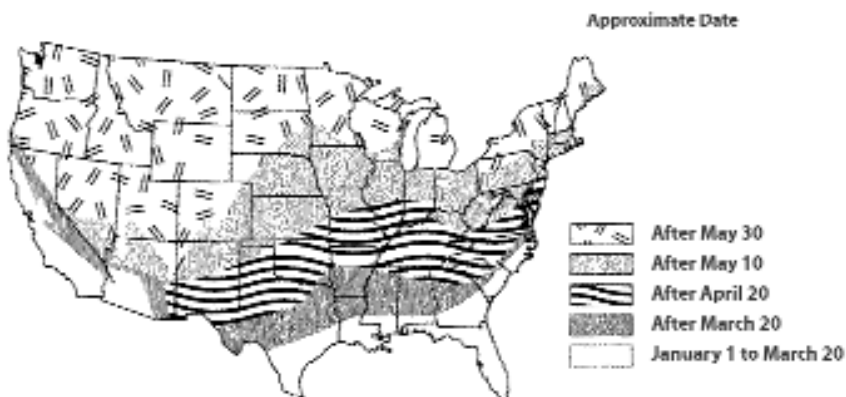 Approximate Date
After May 30
After May 10
After April 20
After March 20
January 1 to March 20